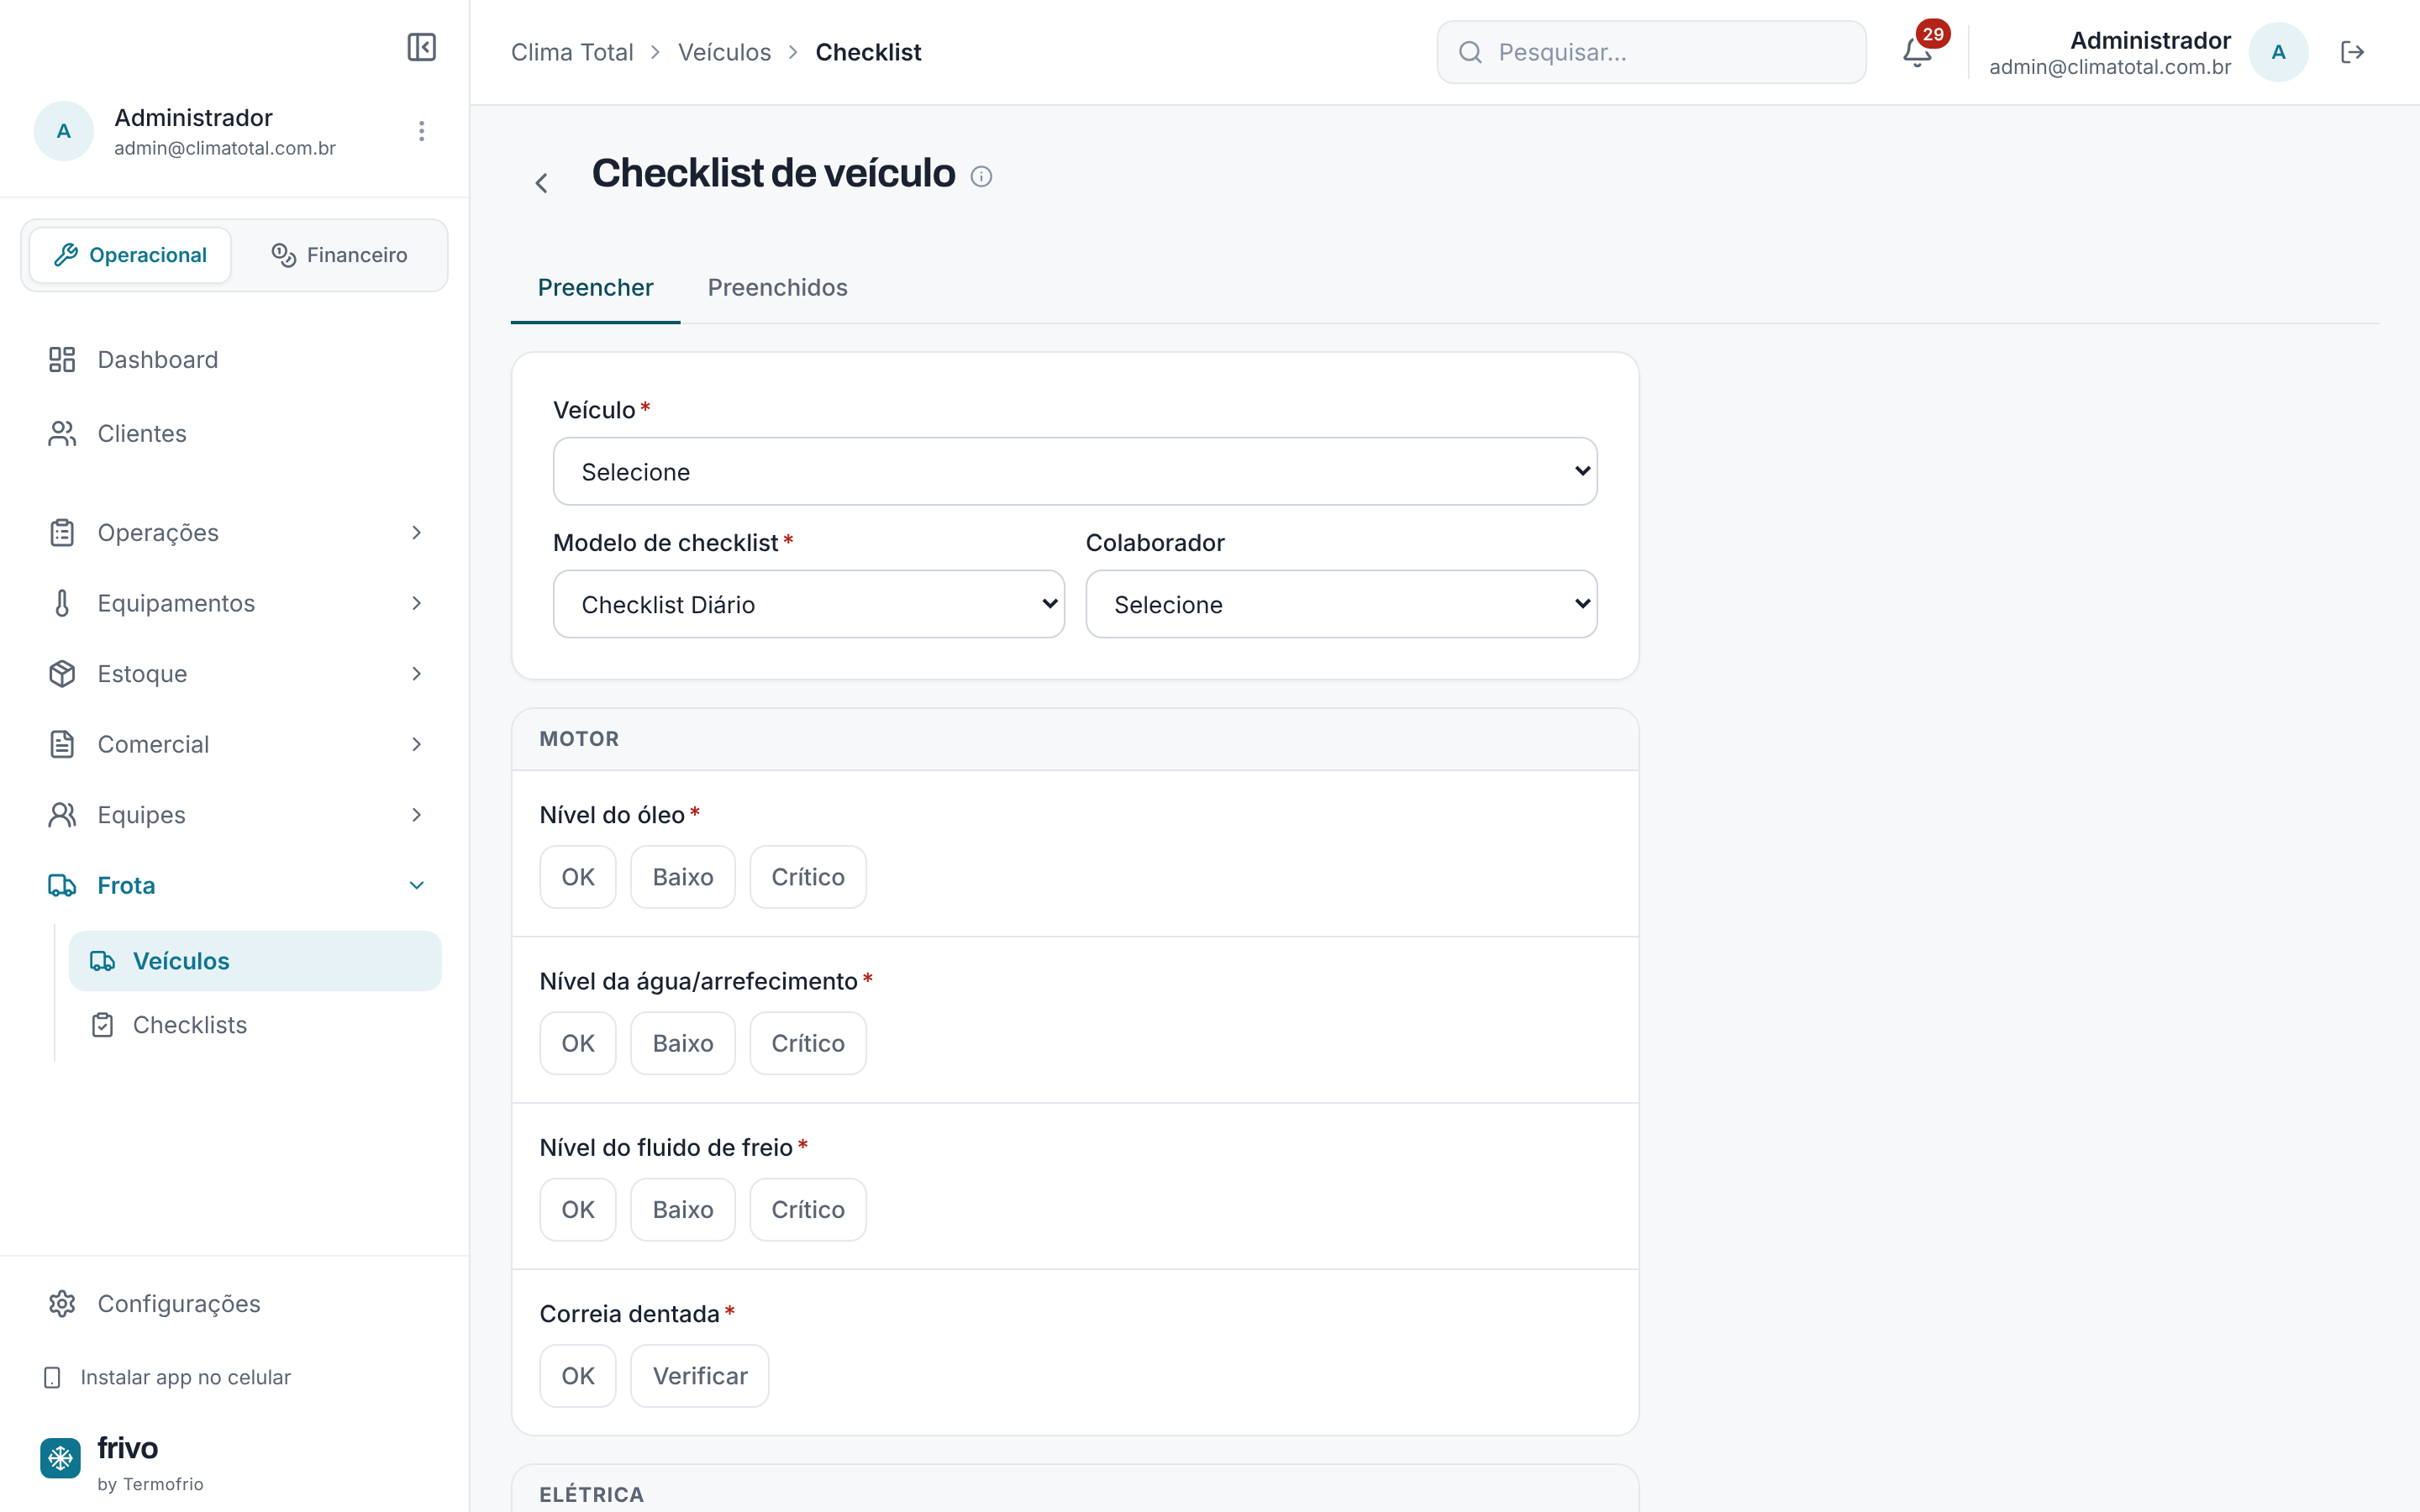 Administrador
admin@climatotal.com.br
Operacional
Financeiro
Dashboard
Clientes
Operações
Equipamentos
Estoque
Comercial
Equipes
Frota
Veículos
Checklists
Configurações
Instalar app no celular
frivo
by Termofrio
Clima Total > Veículos > Checklist
Pesquisar...
29
Administrador
admin@climatotal.com.br
A
A
Checklist de veículo
Preencher
Preenchidos
Veículo*
Selecione
Modelo de checklist*
Colaborador
Checklist Diário
Selecione
MOTOR
Nível do óleo*
OK Baixo Crítico
Nível da água/arrefecimento*
OK Baixo Crítico
Nível do fluido de freio*
OK Baixo Crítico
Correia dentada*
OK Verificar
ELÉTRICA